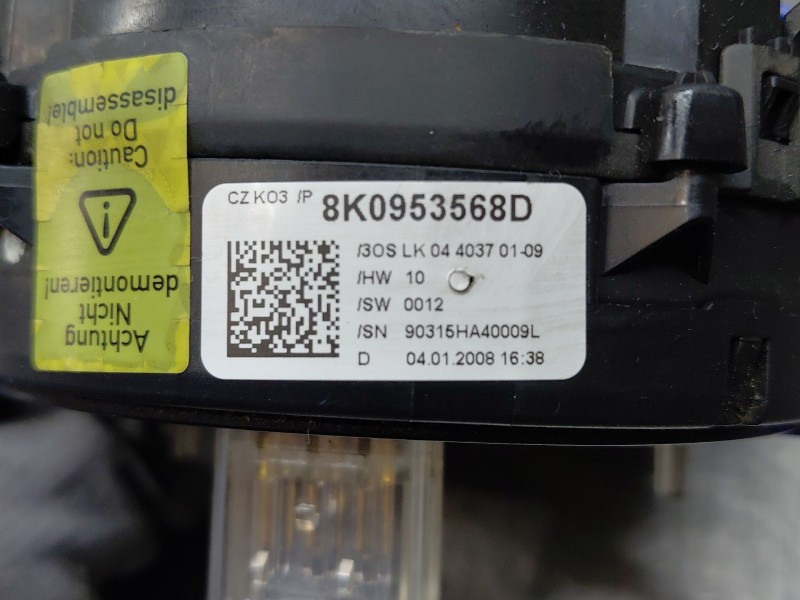 Caution:
Do not
disassemble!
Achtung
Nicht
demontieren!
CZ KO3 /P 8K0953568D
/3OS LK 04 4037 01-09
/HW 10
/SW 0012
/SN 90315HA40009L
D 04.01.2008 16:38